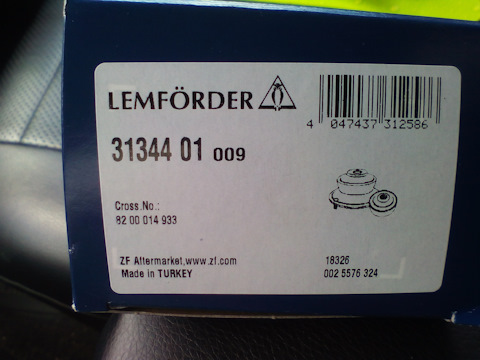 LEMFÖRDER
4 047437 312586
31344 01 009
Cross.No.:
82 00 014 933
ZF Aftermarket,www.zf.com
Made in TURKEY
18326
002 5576 324